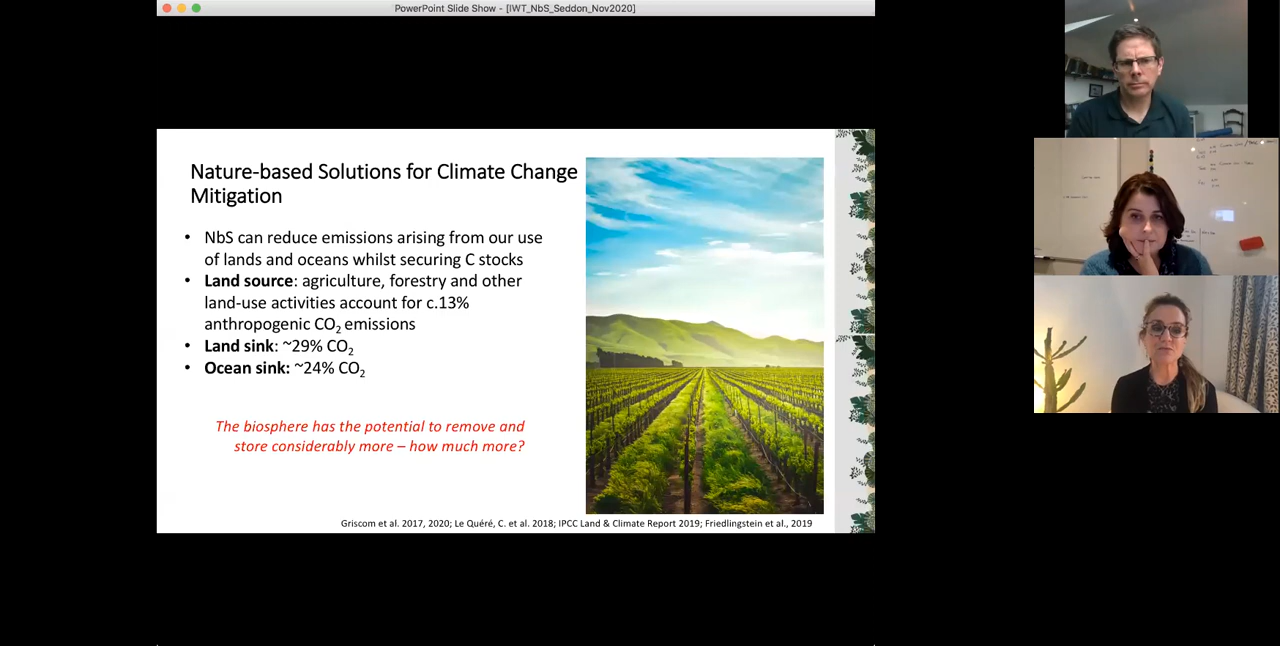 PowerPoint Slide Show - [IWT_NbS_Seddon_Nov2020]
Nature-based Solutions for Climate Change
Mitigation
• NbS can reduce emissions arising from our use
of lands and oceans whilst securing C stocks
• Land source: agriculture, forestry and other
land-use activities account for c.13%
anthropogenic CO2 emissions
• Land sink: ~29% CO2
• Ocean sink: ~24% CO2
The biosphere has the potential to remove and
store considerably more – how much more?
Griscom et al. 2017, 2020; Le Quéré, C. et al. 2018; IPCC Land & Climate Report 2019; Friedlingstein et al., 2019